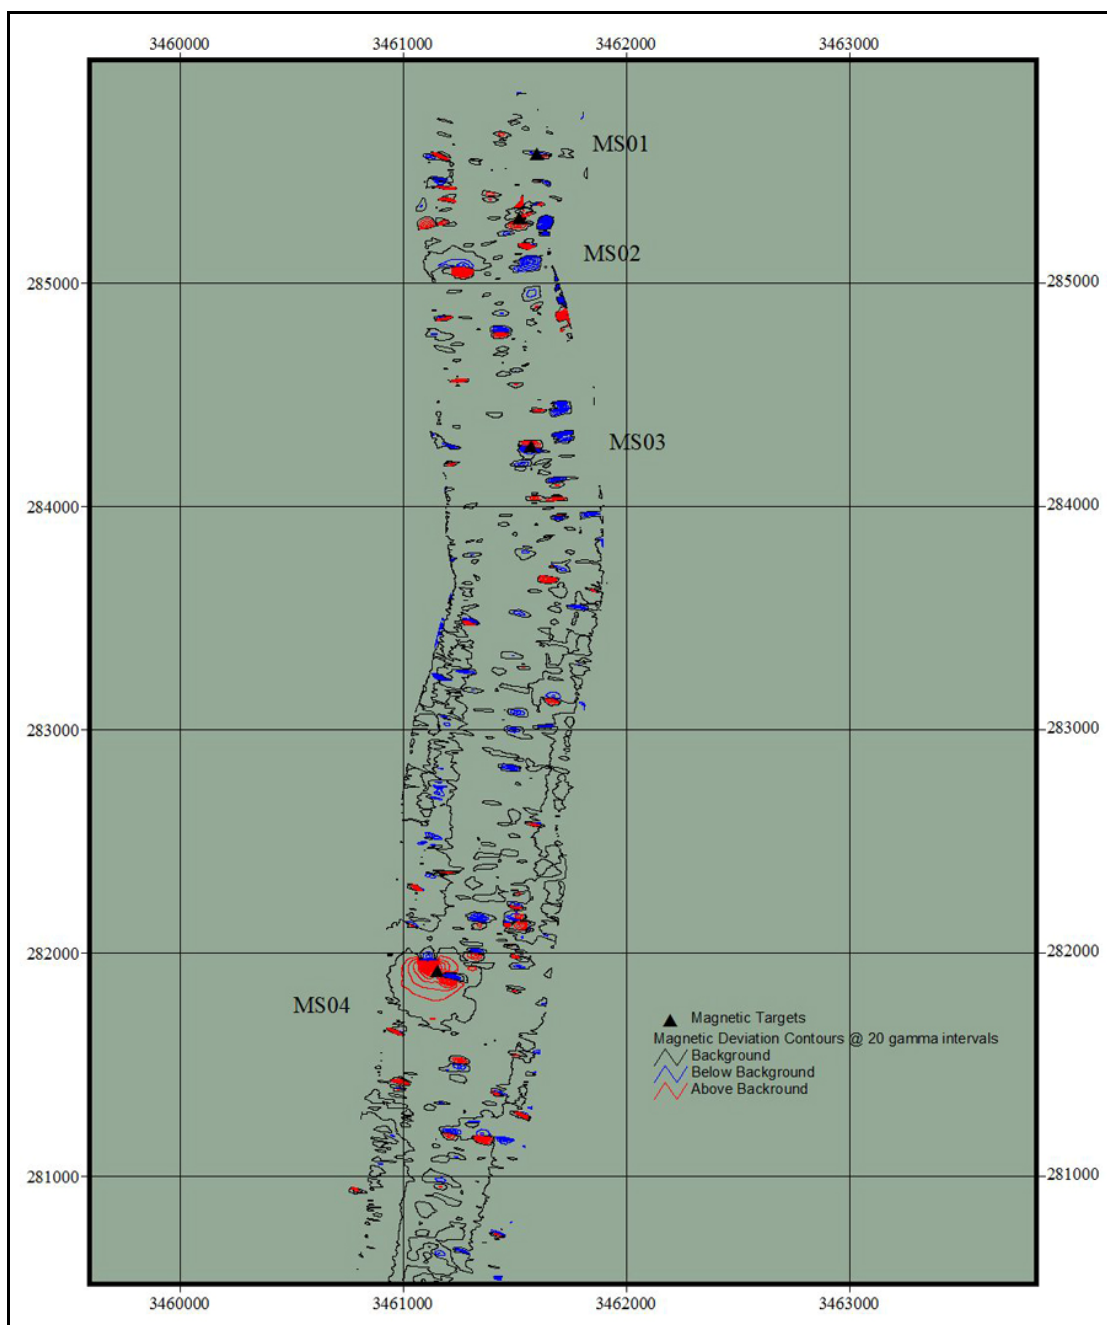 3460000 3461000 3462000 3463000
MS01
MS02
285000 285000
MS03
284000 284000
283000 283000
282000 282000
MS04
Magnetic Targets
Magnetic Deviation Contours @ 20 gamma intervals
Background
Below Background
Above Backround
281000 281000
3460000 3461000 3462000 3463000